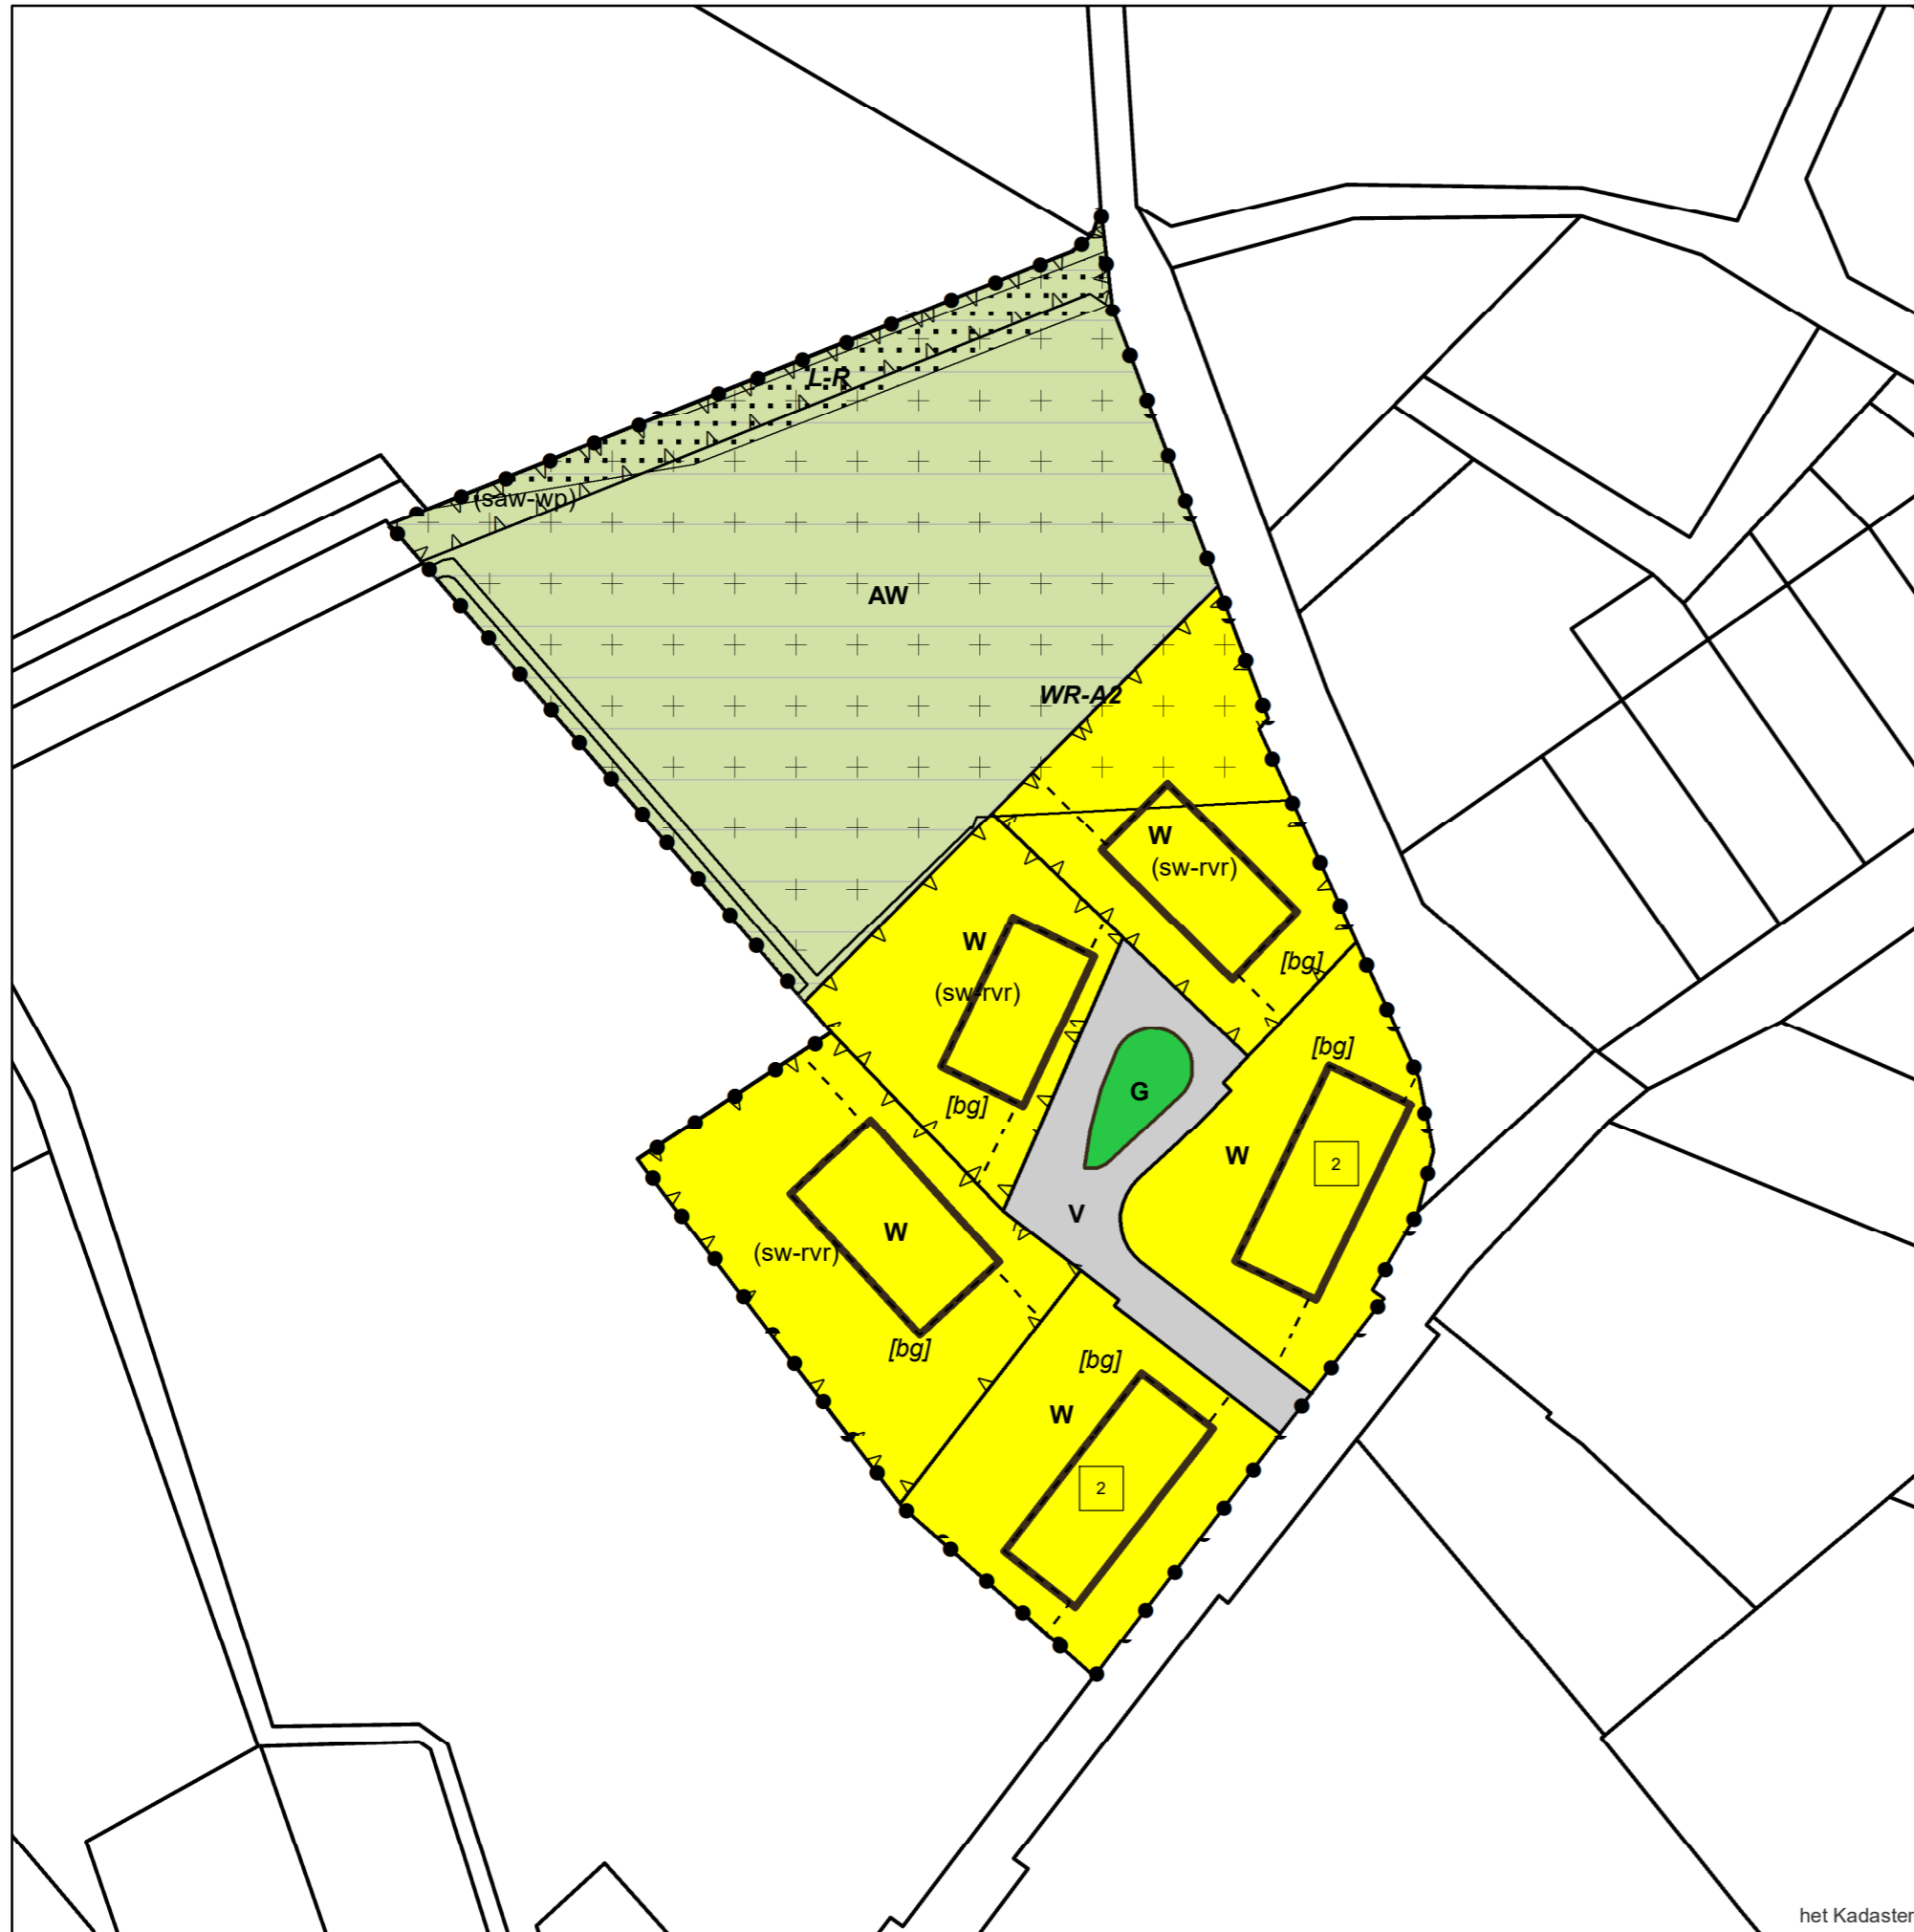 L-R
(saw-wp)
AW
WR-A2
W
(sw-rvr)
W
[bg]
(sw-rvr)
[bg]
G
[bg]
W
2
V
W
(sw-rvr)
[bg]
[bg]
W
2
het Kadaster